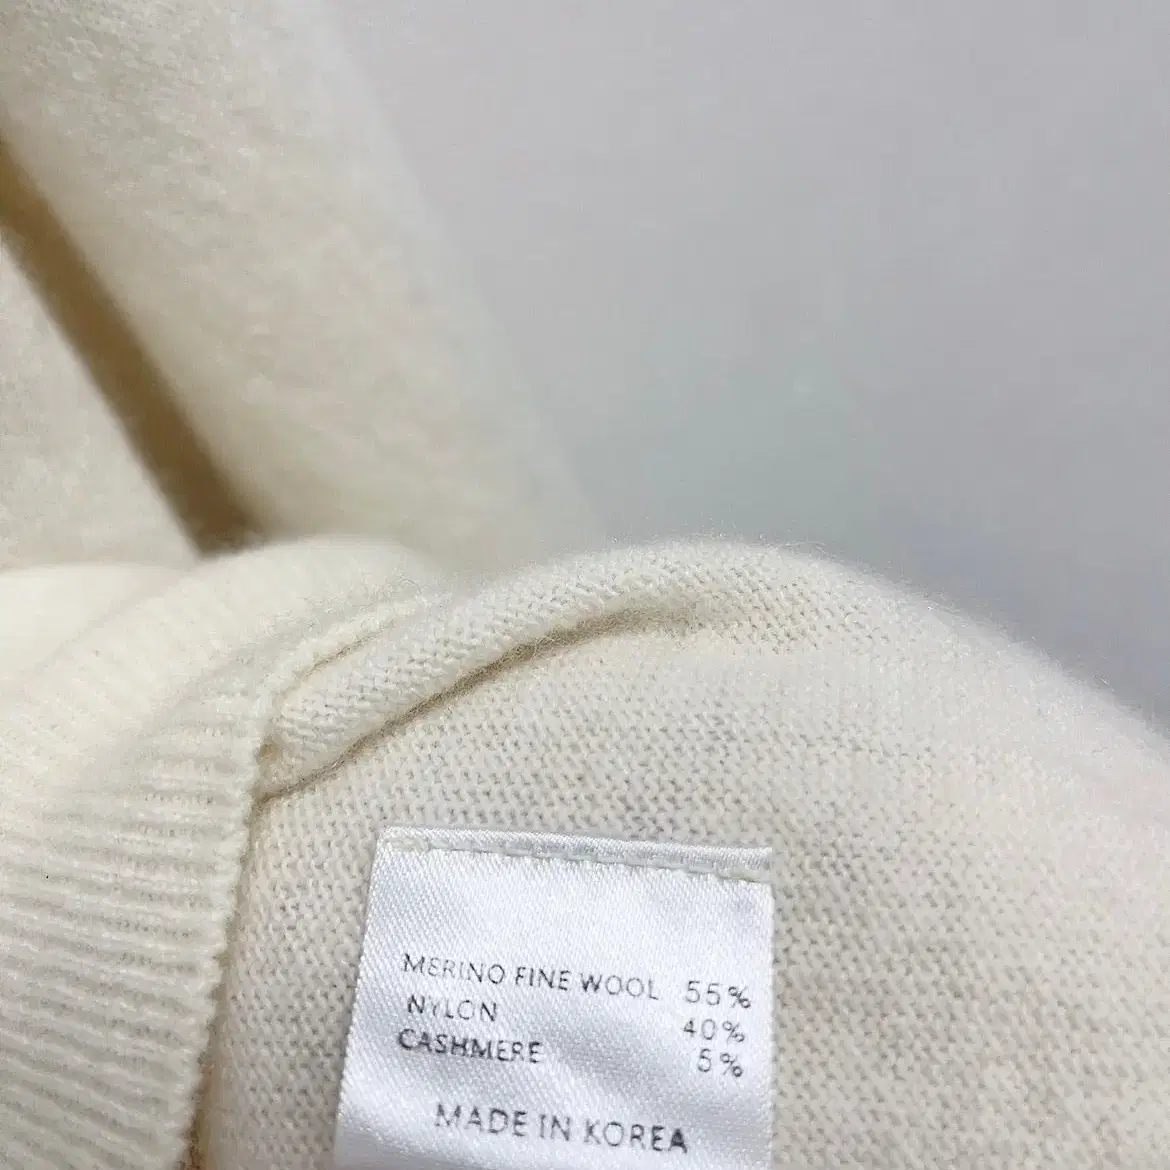 MERINO FINE WOOL 55%
NYLON 40%
CASHMERE 5%
MADE IN KOREA